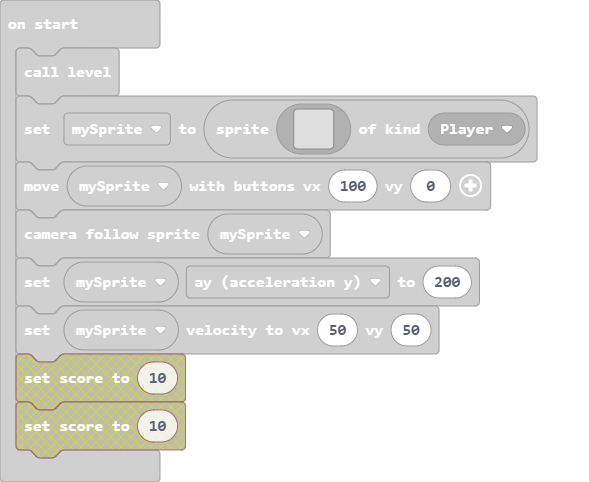 on start
call level
set mySprite to sprite of kind Player
move mySprite with buttons vx 100 vy 0
camera follow sprite mySprite
set mySprite ay (acceleration y) to 200
set mySprite velocity to vx 50 vy 50
set score to 10
set score to 10